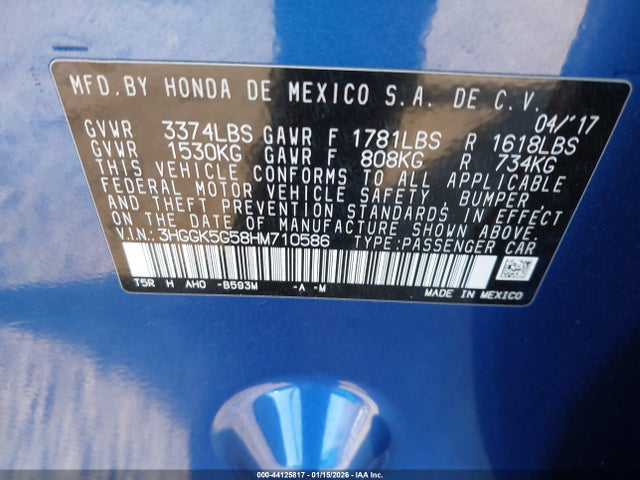 MFD. BY HONDA DE MEXICO S.A. DE C.V.
04/'17
GVWR 3374LBS GAWR F 1781LBS R 1618LBS
GVWR 1530KG GAWR F 808KG R 734KG
THIS VEHICLE CONFORMS TO ALL APPLICABLE
FEDERAL MOTOR VEHICLE SAFETY, BUMPER,
AND THEFT PREVENTION STANDARDS IN EFFECT
ON THE DATE OF MANUFACTURE SHOWN ABOVE.
V.I.N.: 3HGGK5G58HM710586 TYPE:PASSENGER CAR
T5R H AHO -B593M -A -M MADE IN MEXICO
000-44125817 - 01/15/2026 - IAA Inc.